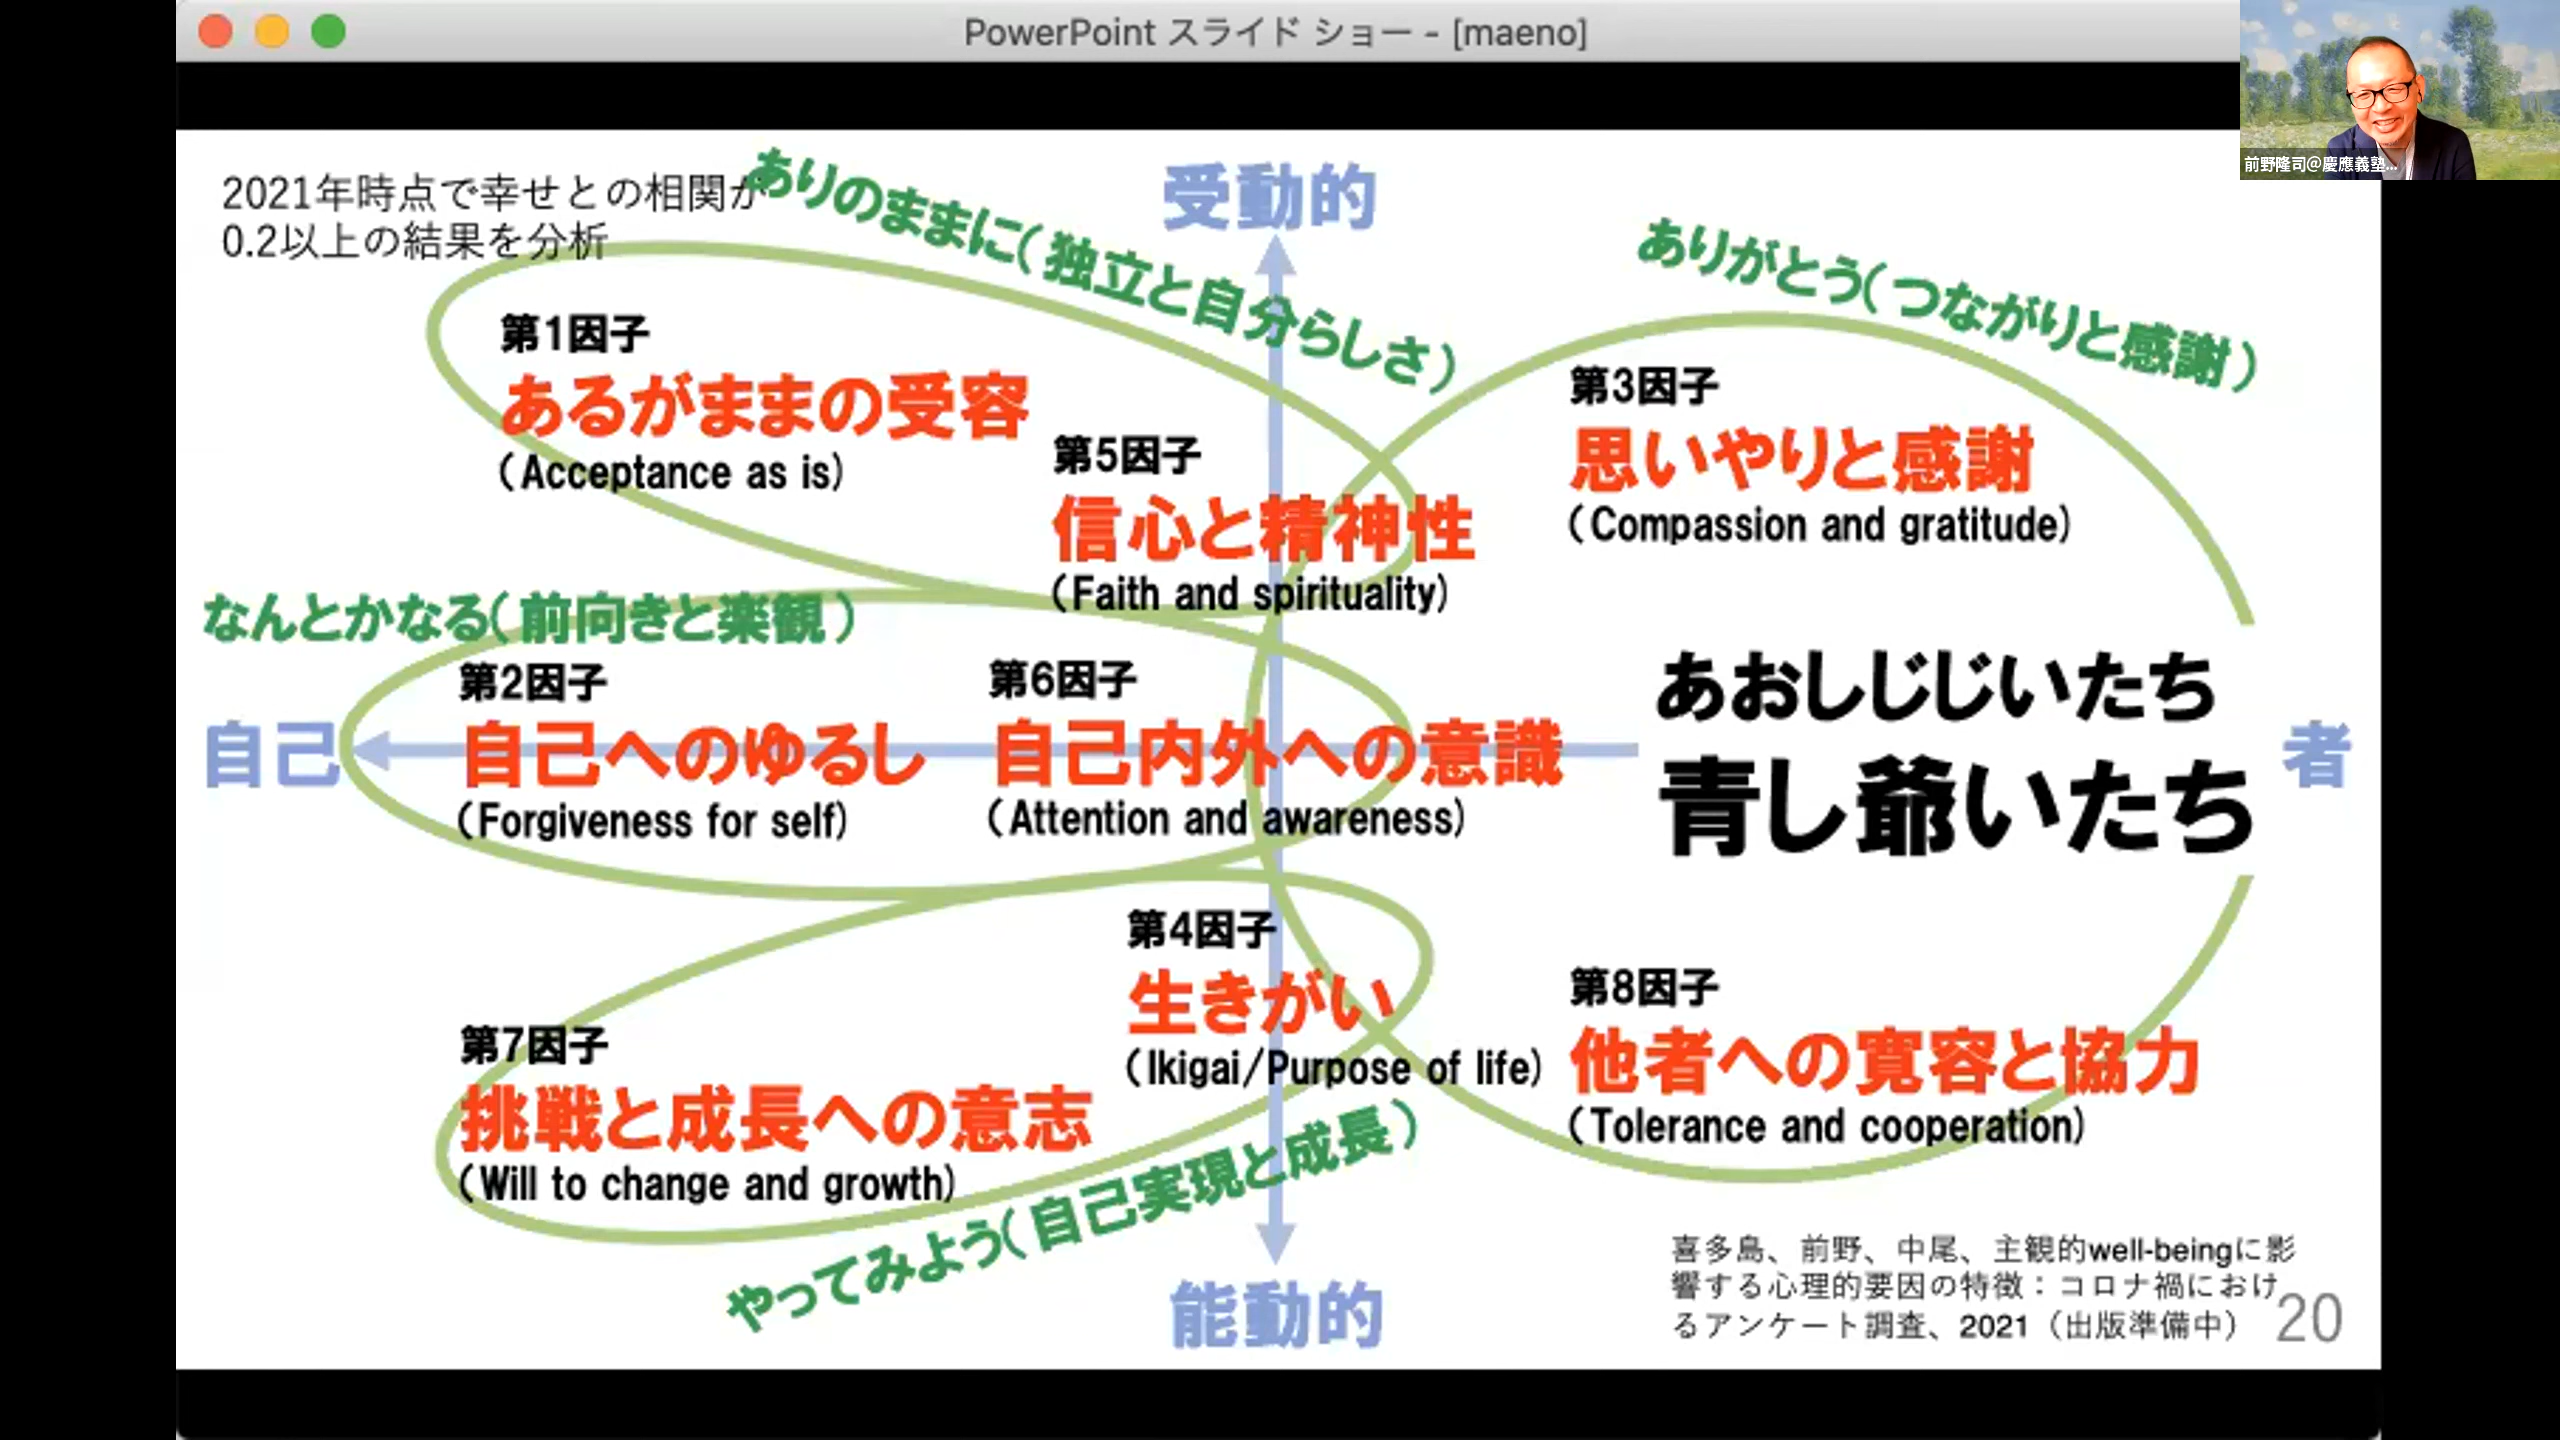 PowerPoint スライド ショー - [maeno]
前野隆司@慶應義塾...
2021年時点で幸せとの相関が
0.2以上の結果を分析
受動的
ありのままに(独立と自分らしさ)
ありがとう(つながりと感謝)
第1因子
あるがままの受容
(Acceptance as is)
第5因子
信心と精神性
(Faith and spirituality)
第3因子
思いやりと感謝
(Compassion and gratitude)
なんとかなる(前向きと楽観)
自己
第2因子
自己へのゆるし
(Forgiveness for self)
第6因子
自己内外への意識
(Attention and awareness)
あおしじじいたち
青し爺いたち
者
第4因子
生きがい
(Ikigai/Purpose of life)
第7因子
挑戦と成長への意志
(Will to change and growth)
第8因子
他者への寛容と協力
(Tolerance and cooperation)
やってみよう(自己実現と成長)
能動的
喜多島、前野、中尾、主観的well-beingに影
響する心理的要因の特徴：コロナ禍におけ
るアンケート調査、2021（出版準備中）
20